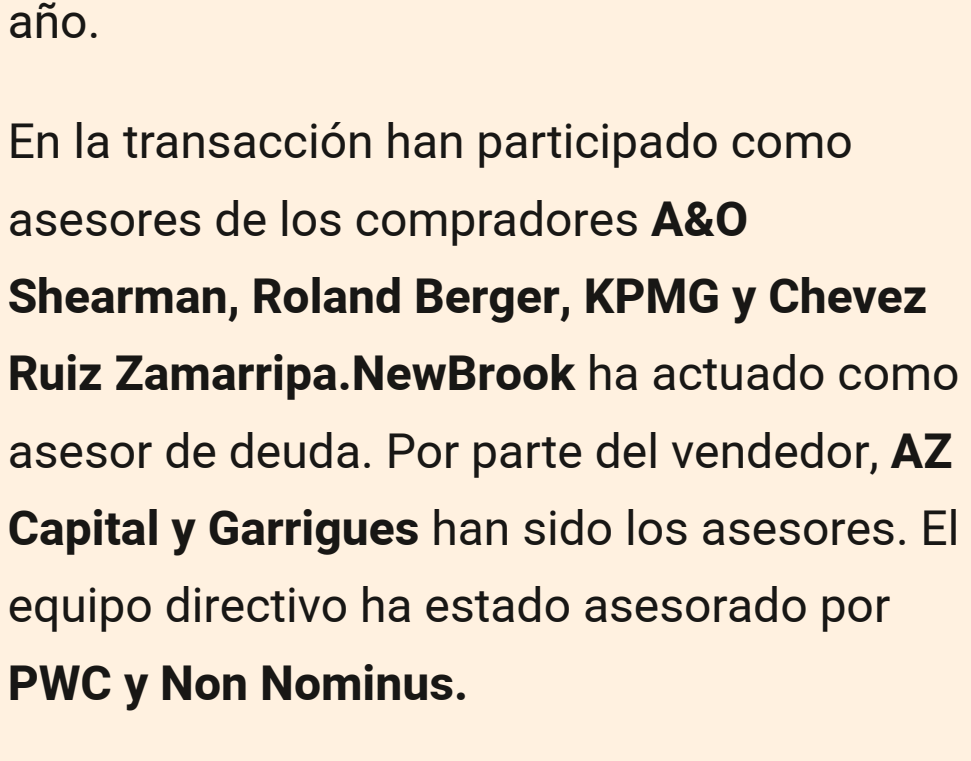 año.
En la transacción han participado como
asesores de los compradores A&O
Shearman, Roland Berger, KPMG y Chevez
Ruiz Zamarripa.NewBrook ha actuado como
asesor de deuda. Por parte del vendedor, AZ
Capital y Garrigues han sido los asesores. El
equipo directivo ha estado asesorado por
PWC y Non Nominus.